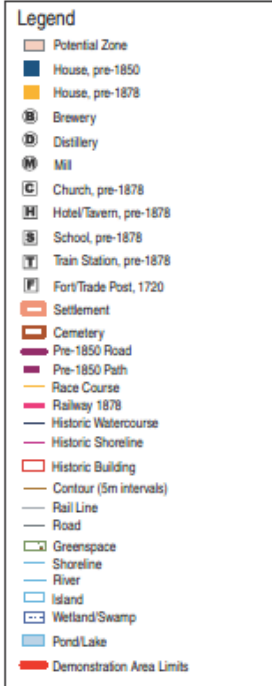 Legend
Potential Zone
House, pre-1850
House, pre-1878
B Brewery
D Distillery
M Mill
C Church, pre-1878
H Hotel/Tavern, pre-1878
S School, pre-1878
T Train Station, pre-1878
F Fort/Trade Post, 1720
Settlement
Cemetery
Pre-1850 Road
Pre-1850 Path
Race Course
Railway 1878
Historic Watercourse
Historic Shoreline
Historic Building
Contour (5m intervals)
Rail Line
Road
Greenspace
Shoreline
River
Island
Wetland/Swamp
Pond/Lake
Demonstration Area Limits